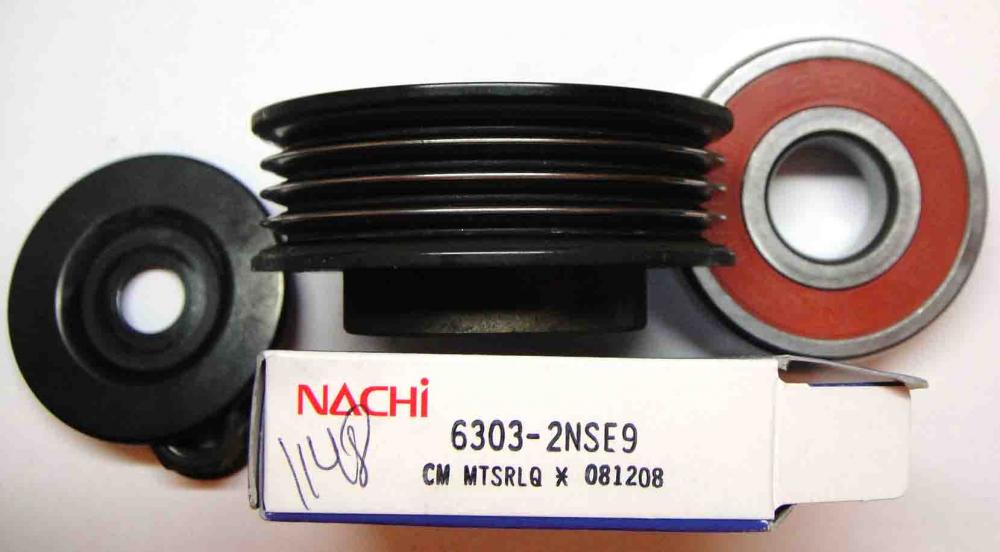 NACHi
1148
6303-2NSE9
CM MTSRLQ * 081208